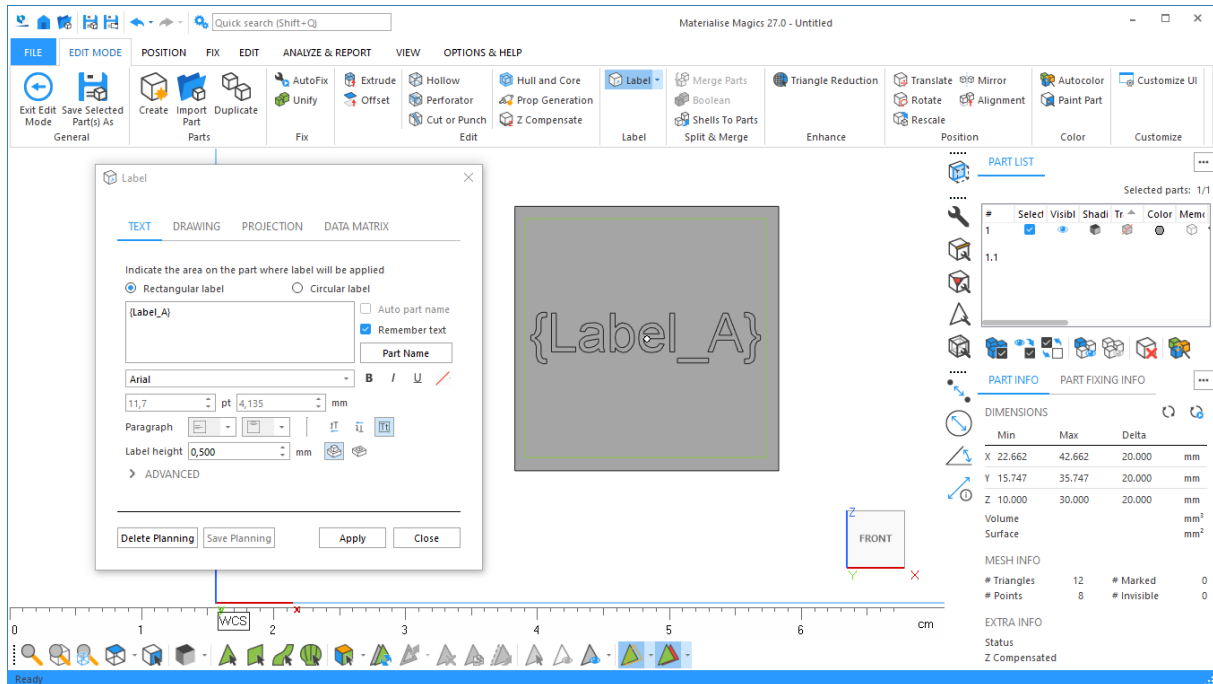 Quick search (Shift+Q)
Materialise Magics 27.0 - Untitled
FILE EDIT MODE POSITION FIX EDIT ANALYZE & REPORT VIEW OPTIONS & HELP
Exit Edit Mode
Save Selected Part(s) As
General
Create
Import Part
Duplicate
Parts
AutoFix
Unify
Fix
Extrude
Offset
Hollow
Perforator
Cut or Punch
Hull and Core
Prop Generation
Z Compensate
Edit
Label
Label
Merge Parts
Boolean
Shells To Parts
Split & Merge
Triangle Reduction
Enhance
Translate
Rotate
Rescale
Mirror
Alignment
Position
Autocolor
Paint Part
Color
Customize UI
Customize
Label
TEXT DRAWING PROJECTION DATA MATRIX
Indicate the area on the part where label will be applied
Rectangular label Circular label
{Label_A}
Auto part name
Remember text
Part Name
Arial
B I U
11,7 pt 4,135 mm
Paragraph
Label height 0,500 mm
ADVANCED
Delete Planning Save Planning Apply Close
{Label_A}
Z
FRONT
Y X
Y X
WCS
0 1 2 3 4 5 6 cm
PART LIST
Selected parts: 1/1
# Selec Visibl Shadi Tr Color Mem
1
1.1
PART INFO PART FIXING INFO
DIMENSIONS
Min Max Delta
X 22.662 42.662 20.000 mm
Y 15.747 35.747 20.000 mm
Z 10.000 30.000 20.000 mm
Volume mm³
Surface mm²
MESH INFO
# Triangles 12 # Marked 0
# Points 8 # Invisible 0
EXTRA INFO
Status
Z Compensated
Ready